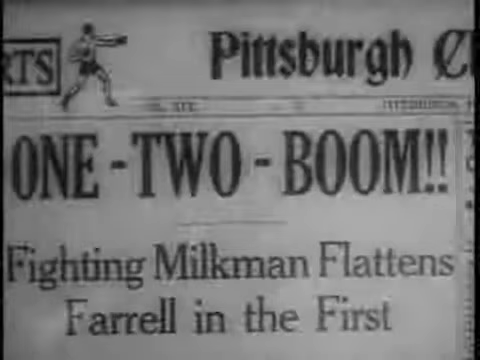 RTS Pittsburgh C
ONE - TWO - BOOM!!
Fighting Milkman Flattens
Farrell in the First